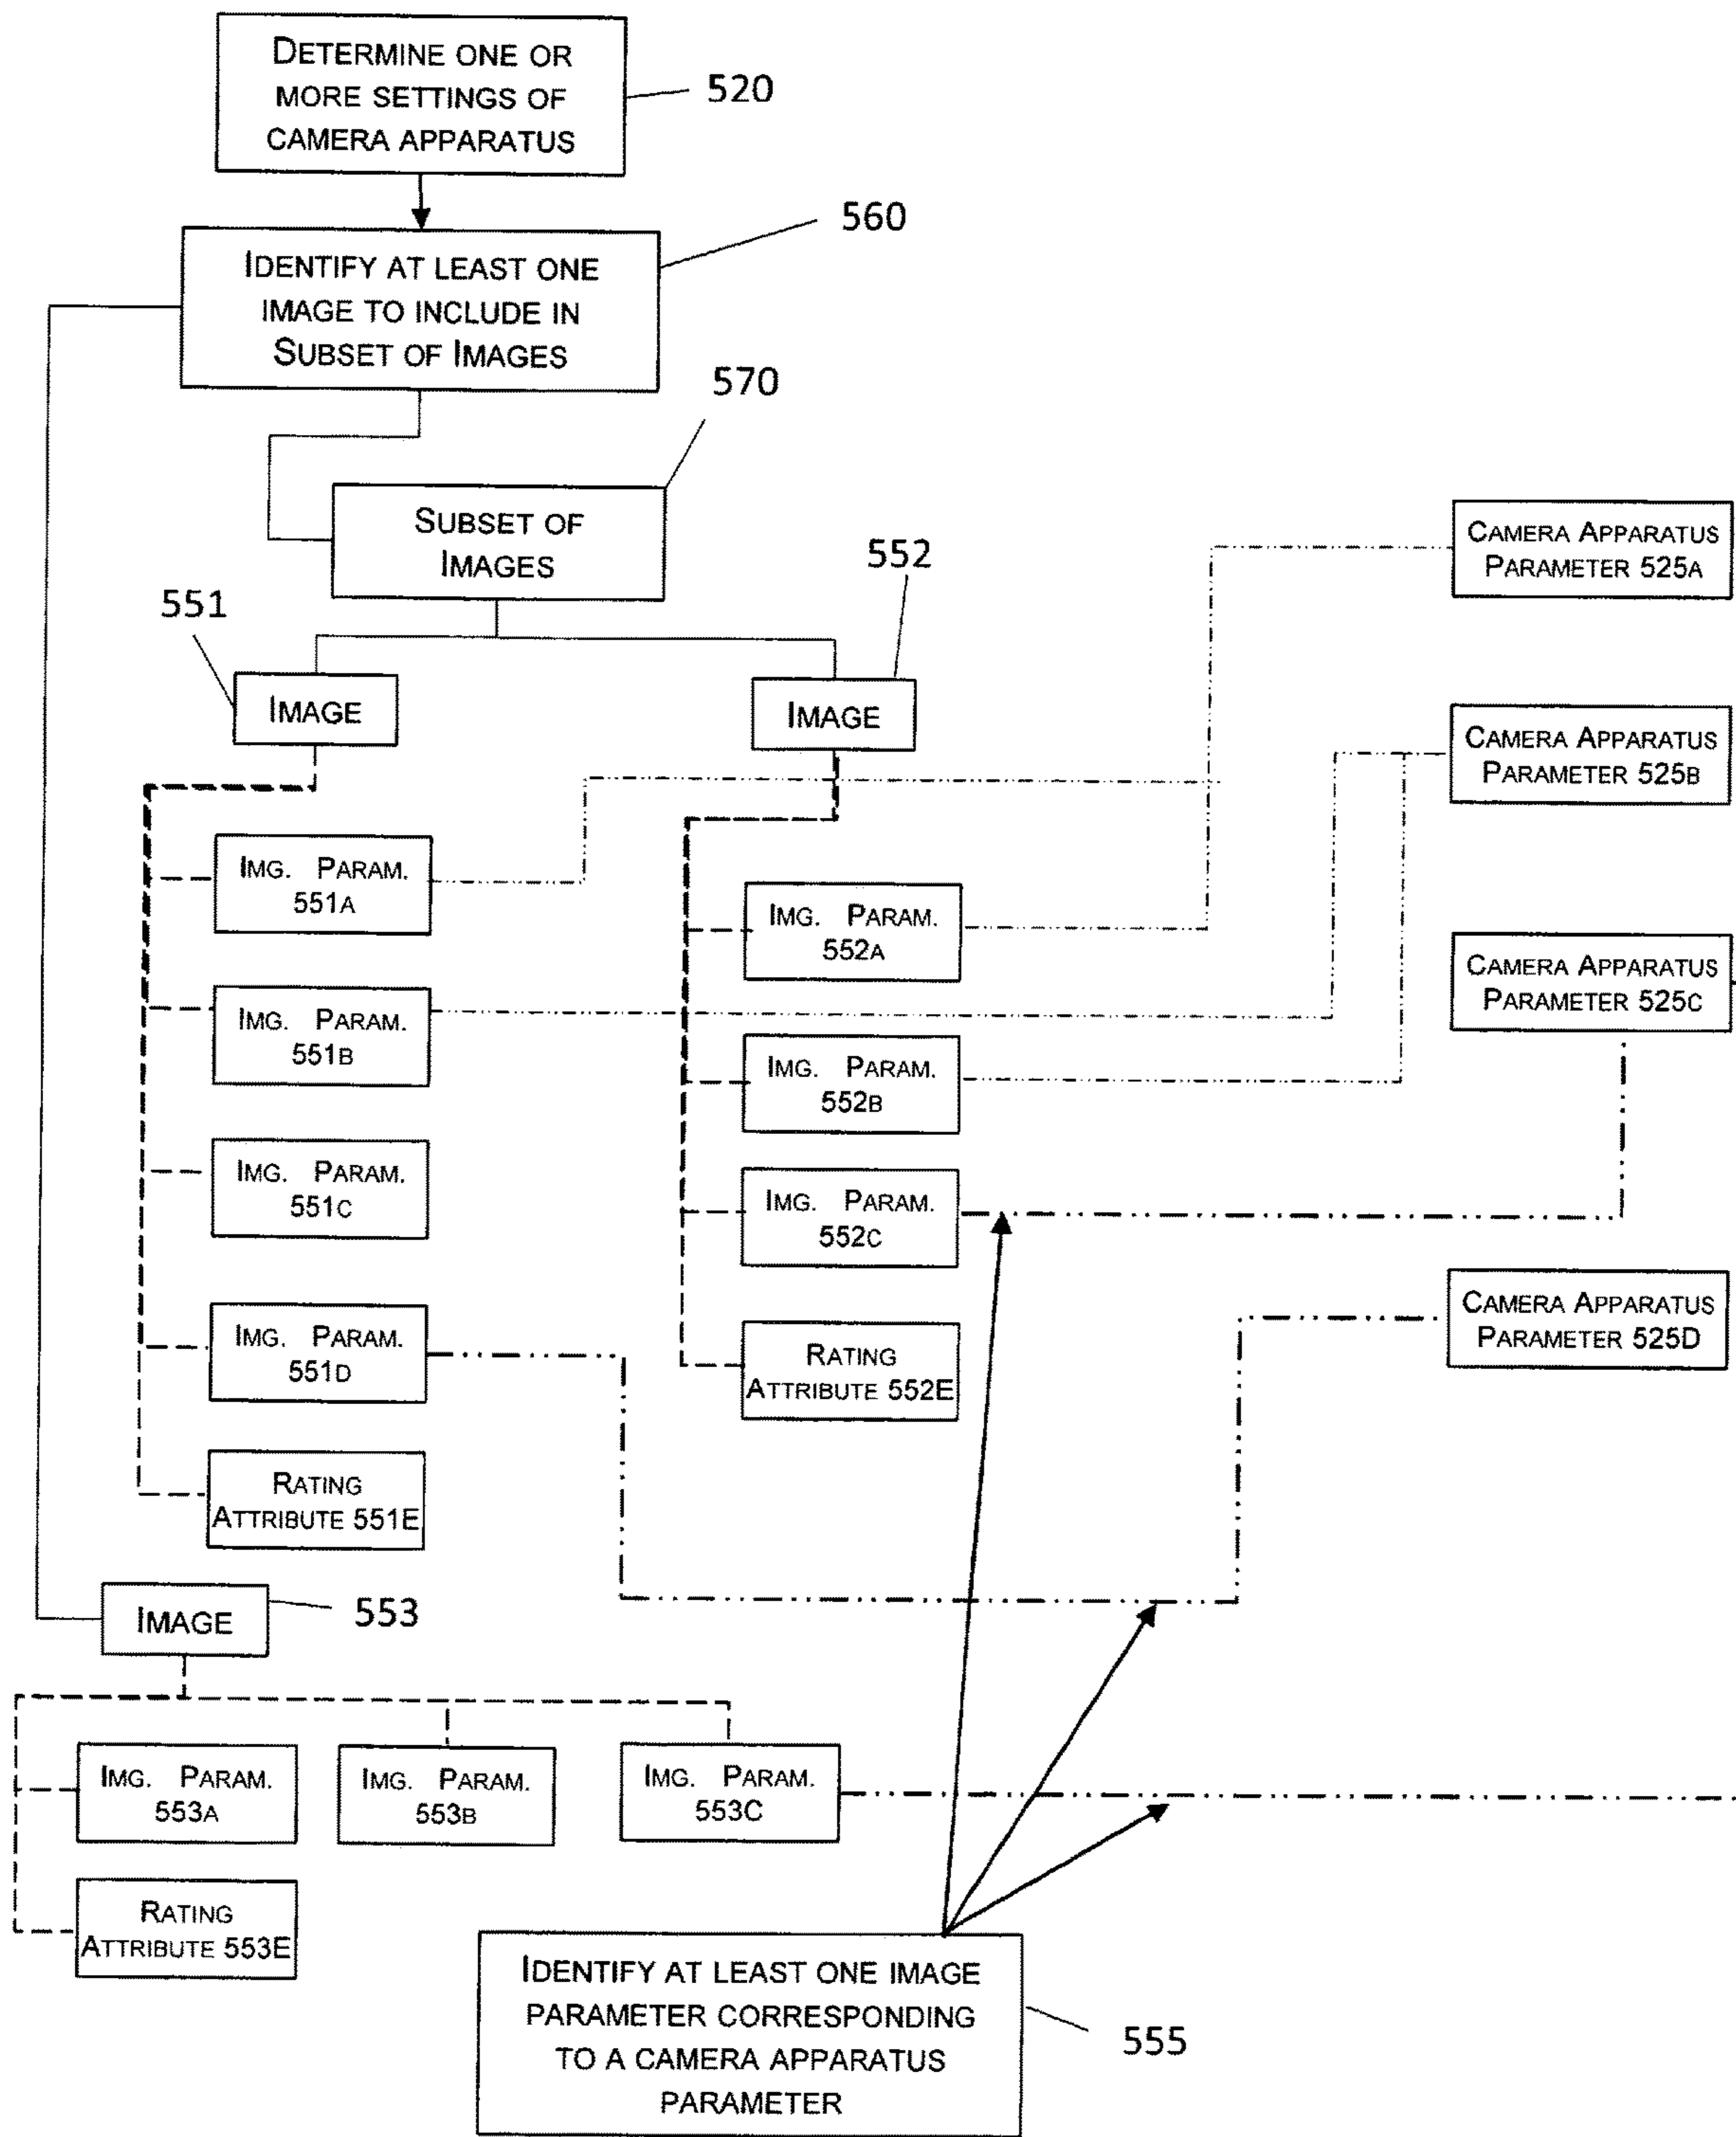 DETERMINE ONE OR
MORE SETTINGS OF
CAMERA APPARATUS
520
560
IDENTIFY AT LEAST ONE
IMAGE TO INCLUDE IN
SUBSET OF IMAGES
570
SUBSET OF
IMAGES
551
552
IMAGE
IMAGE
CAMERA APPARATUS
PARAMETER 525A
CAMERA APPARATUS
PARAMETER 525B
CAMERA APPARATUS
PARAMETER 525C
CAMERA APPARATUS
PARAMETER 525D
IMG. PARAM.
551A
IMG. PARAM.
551B
IMG. PARAM.
551C
IMG. PARAM.
551D
RATING
ATTRIBUTE 551E
IMG. PARAM.
552A
IMG. PARAM.
552B
IMG. PARAM.
552C
RATING
ATTRIBUTE 552E
IMAGE
553
IMG. PARAM.
553A
IMG. PARAM.
553B
IMG. PARAM.
553C
RATING
ATTRIBUTE 553E
IDENTIFY AT LEAST ONE IMAGE
PARAMETER CORRESPONDING
TO A CAMERA APPARATUS
PARAMETER
555